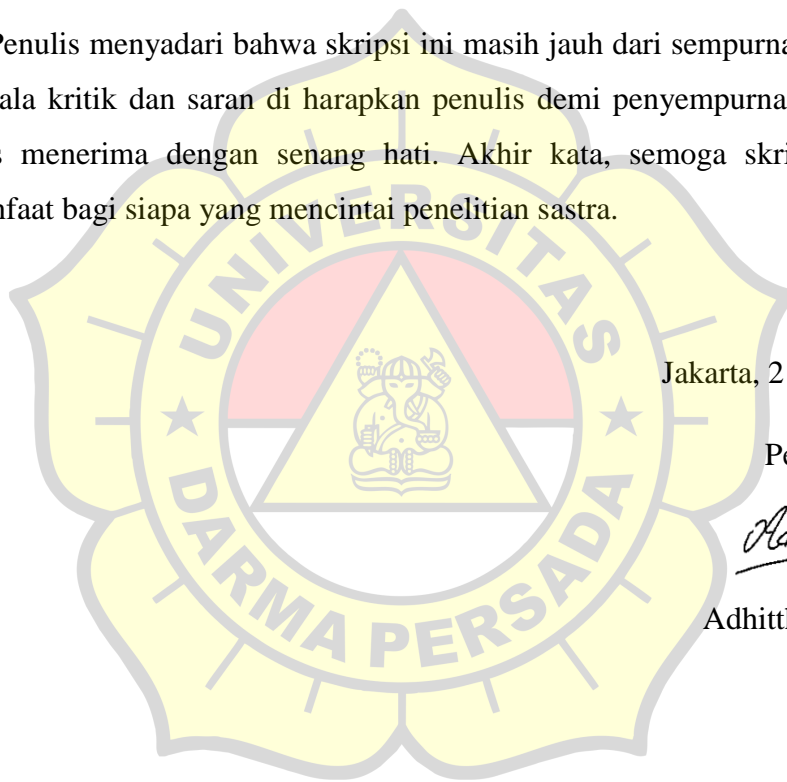 Penulis menyadari bahwa skripsi ini masih jauh dari sempurna
ala kritik dan saran di harapkan penulis demi penyempurna
s menerima dengan senang hati. Akhir kata, semoga skri
nfaat bagi siapa yang mencintai penelitian sastra.
UNIVERSITAS
Jakarta, 2
Pe
DARMA PERSADA
Adhitt